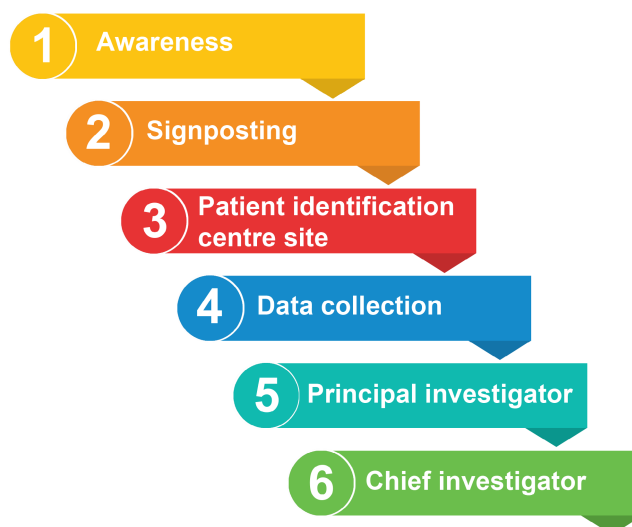 1 Awareness
2 Signposting
3 Patient identification
centre site
4 Data collection
5 Principal investigator
6 Chief investigator